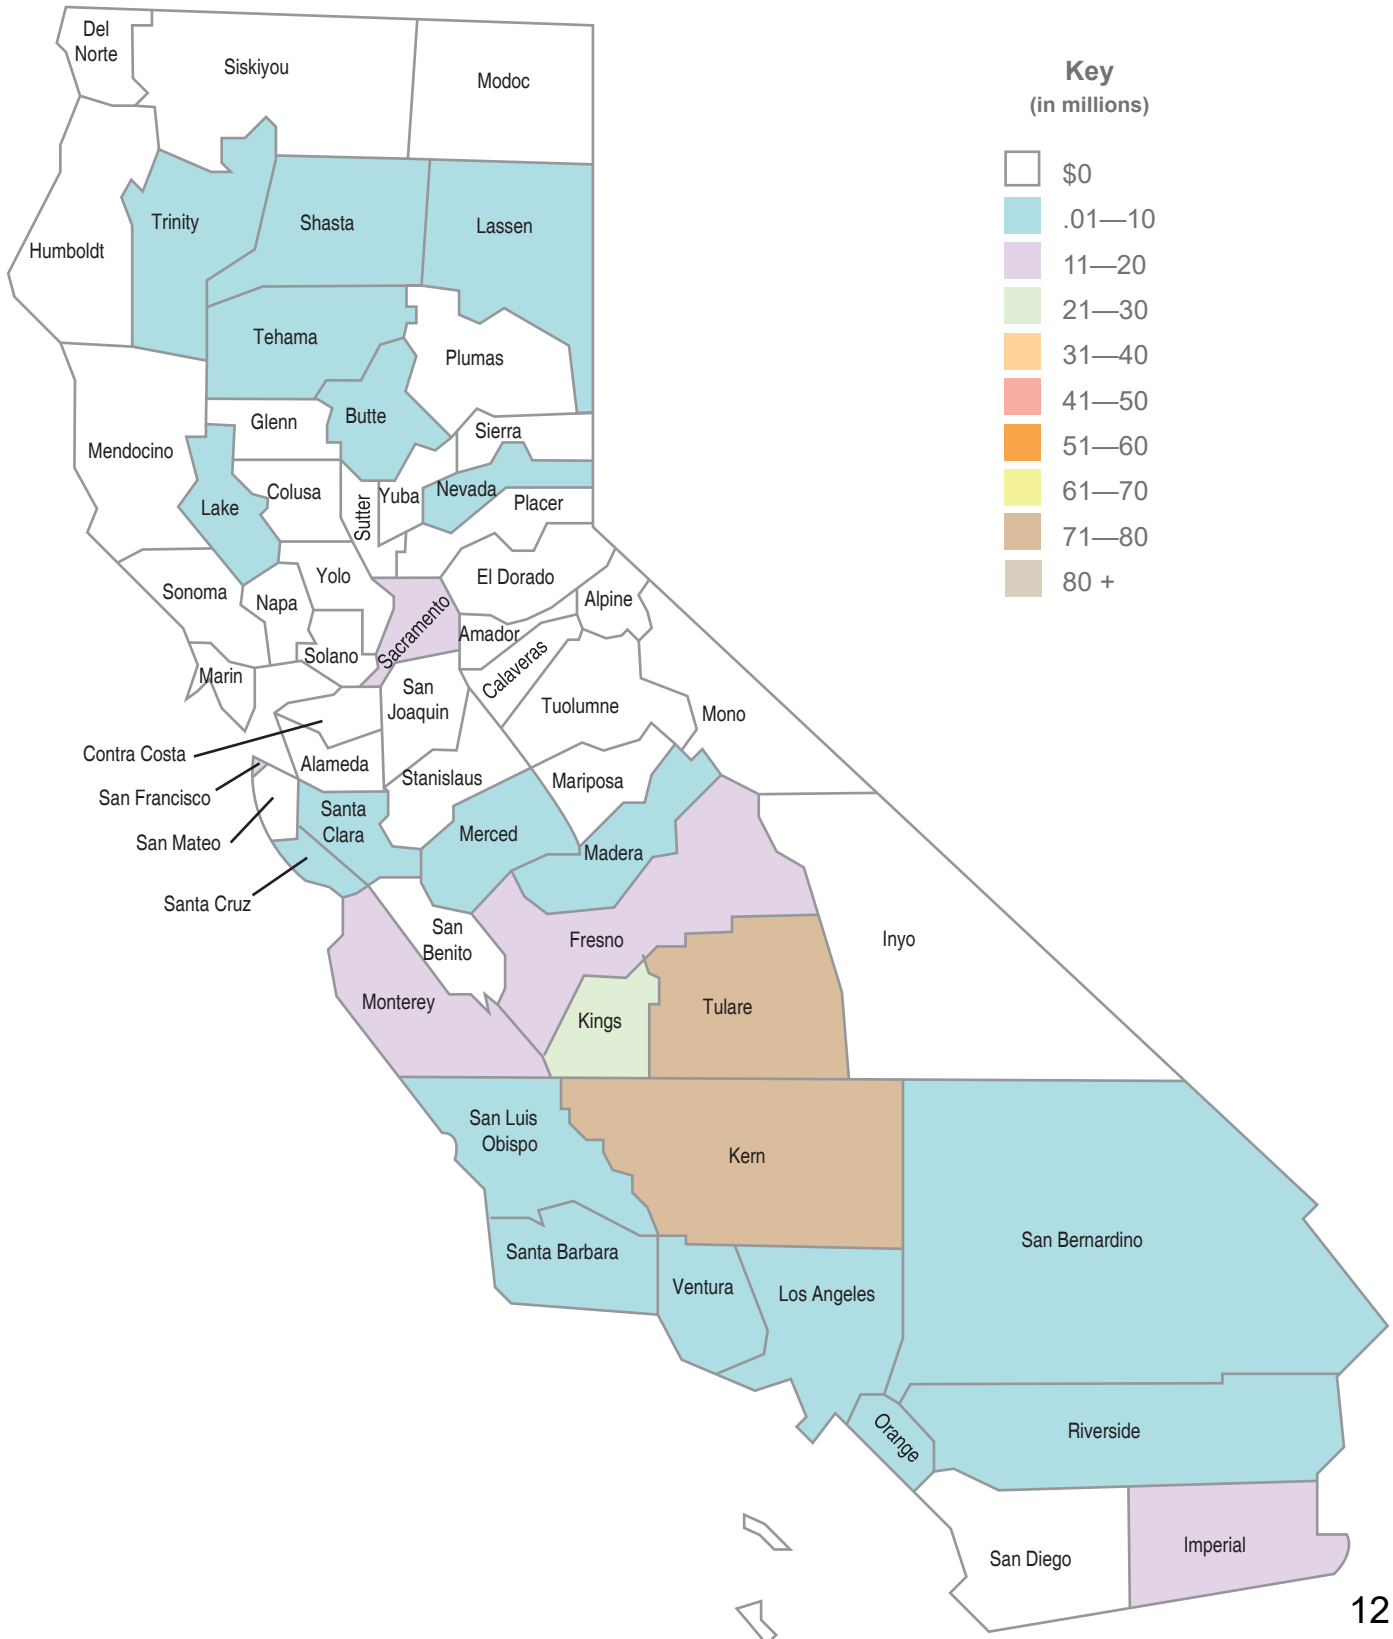 Del
Norte
Siskiyou
Modoc
Key
(in millions)
$0
.01—10
11—20
21—30
31—40
41—50
51—60
61—70
71—80
80 +
Trinity
Shasta
Lassen
Humboldt
Tehama
Plumas
Butte
Glenn
Sierra
Mendocino
Nevada
Colusa
Yuba
Placer
Lake
Sutter
Yolo
El Dorado
Sonoma
Napa
Alpine
Sacramento
Amador
Solano
Calaveras
Marin
San
Joaquin
Tuolumne
Mono
Contra Costa
Alameda
Stanislaus
Mariposa
San Francisco
Santa
Clara
San Mateo
Merced
Madera
Santa Cruz
San
Benito
Fresno
Inyo
Monterey
Kings
Tulare
San Luis
Obispo
Kern
Santa Barbara
San Bernardino
Ventura
Los Angeles
Orange
Riverside
San Diego
Imperial
12